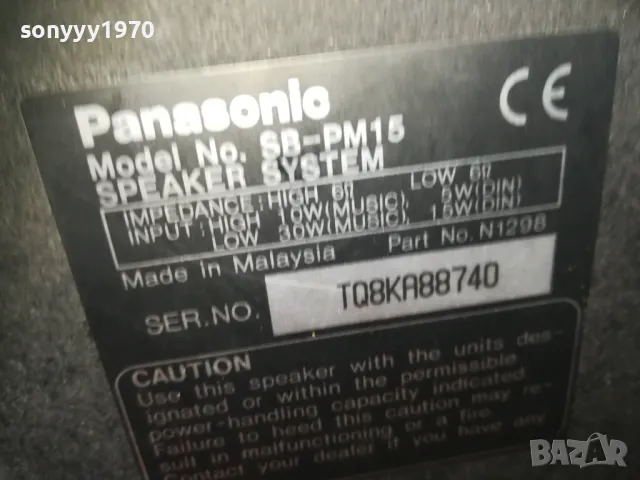 sonyyy1970
Panasonic
CE
Model No. SB-PM15
SPEAKER SYSTEM
IMPEDANCE: HIGH 6Ω LOW 6Ω
INPUT: HIGH 10W(MUSIC), 5W(DIN)
LOW 30W(MUSIC), 15W(DIN)
Made in Malaysia Part No. N1298
SER.NO. TQ8KA88740
CAUTION
Use this speaker with the units des-
ignated or within the permissible
power-handling capacity indicated.
Failure to heed this caution may re-
sult in malfunctioning or a fire.
Contact your dealer if you have any
BAZAR